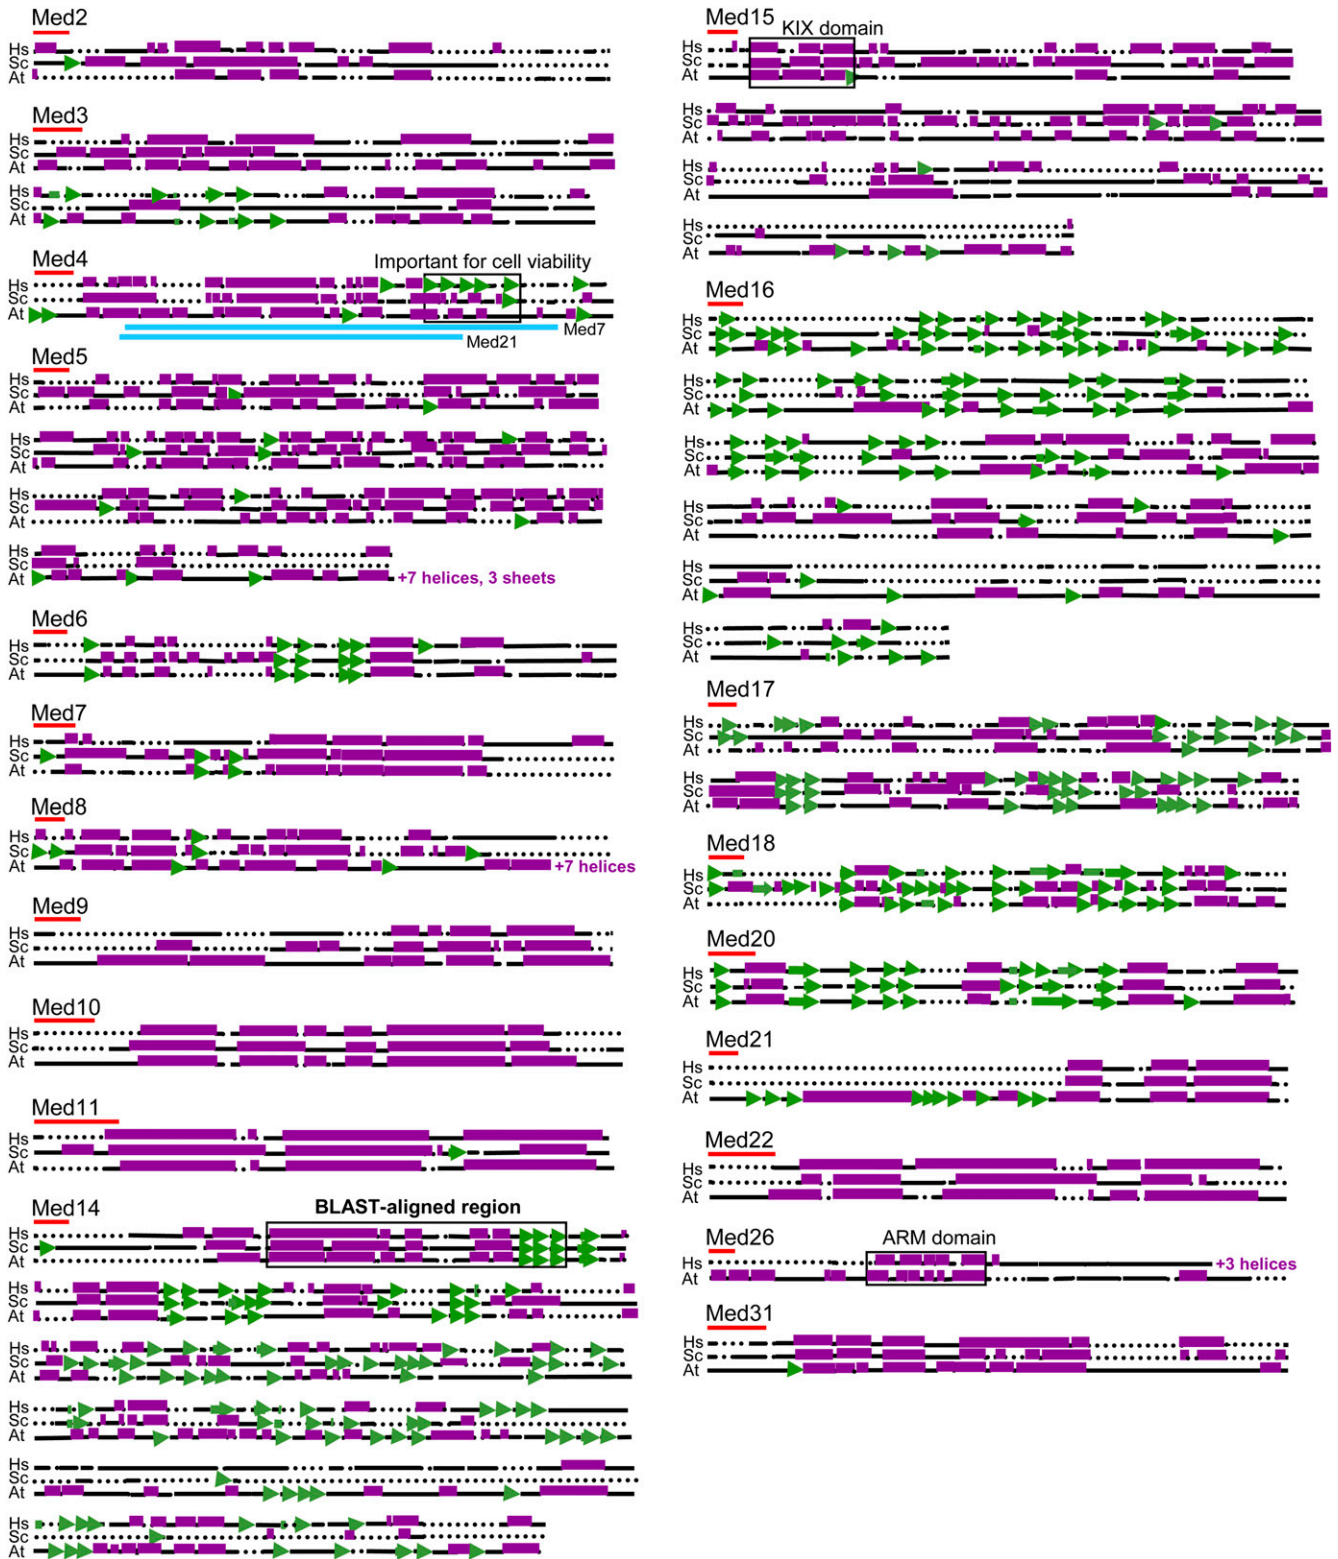 Med2
Hs
Sc
At
Med3
Hs
Sc
At
Hs
Sc
At
Med4
Important for cell viability
Hs
Sc
At
Med7
Med21
Med5
Hs
Sc
At
Hs
Sc
At
Hs
Sc
At
Hs
Sc
At
+7 helices, 3 sheets
Med6
Hs
Sc
At
Med7
Hs
Sc
At
Med8
Hs
Sc
At
+7 helices
Med9
Hs
Sc
At
Med10
Hs
Sc
At
Med11
Hs
Sc
At
Med14
BLAST-aligned region
Hs
Sc
At
Hs
Sc
At
Hs
Sc
At
Hs
Sc
At
Hs
Sc
At
Hs
Sc
At
Med15
KIX domain
Hs
Sc
At
Hs
Sc
At
Hs
Sc
At
Hs
Sc
At
Med16
Hs
Sc
At
Hs
Sc
At
Hs
Sc
At
Hs
Sc
At
Hs
Sc
At
Hs
Sc
At
Med17
Hs
Sc
At
Hs
Sc
At
Med18
Hs
Sc
At
Med20
Hs
Sc
At
Med21
Hs
Sc
At
Med22
Hs
Sc
At
Med26
ARM domain
Hs
+3 helices
At
Med31
Hs
Sc
At